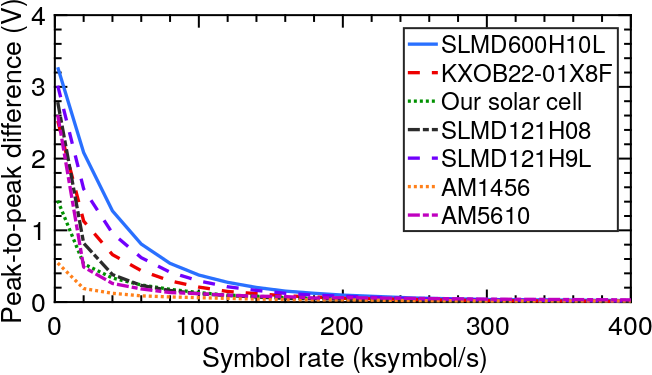 Peak-to-peak difference (V)
4
3
2
1
0
SLMD600H10L
KXOB22-01X8F
Our solar cell
SLMD121H08
SLMD121H9L
AM1456
AM5610
0 100 200 300 400
Symbol rate (ksymbol/s)